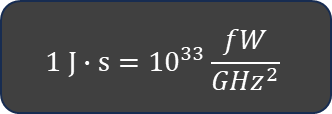 1 J · s = 10³³ fW / GHz²